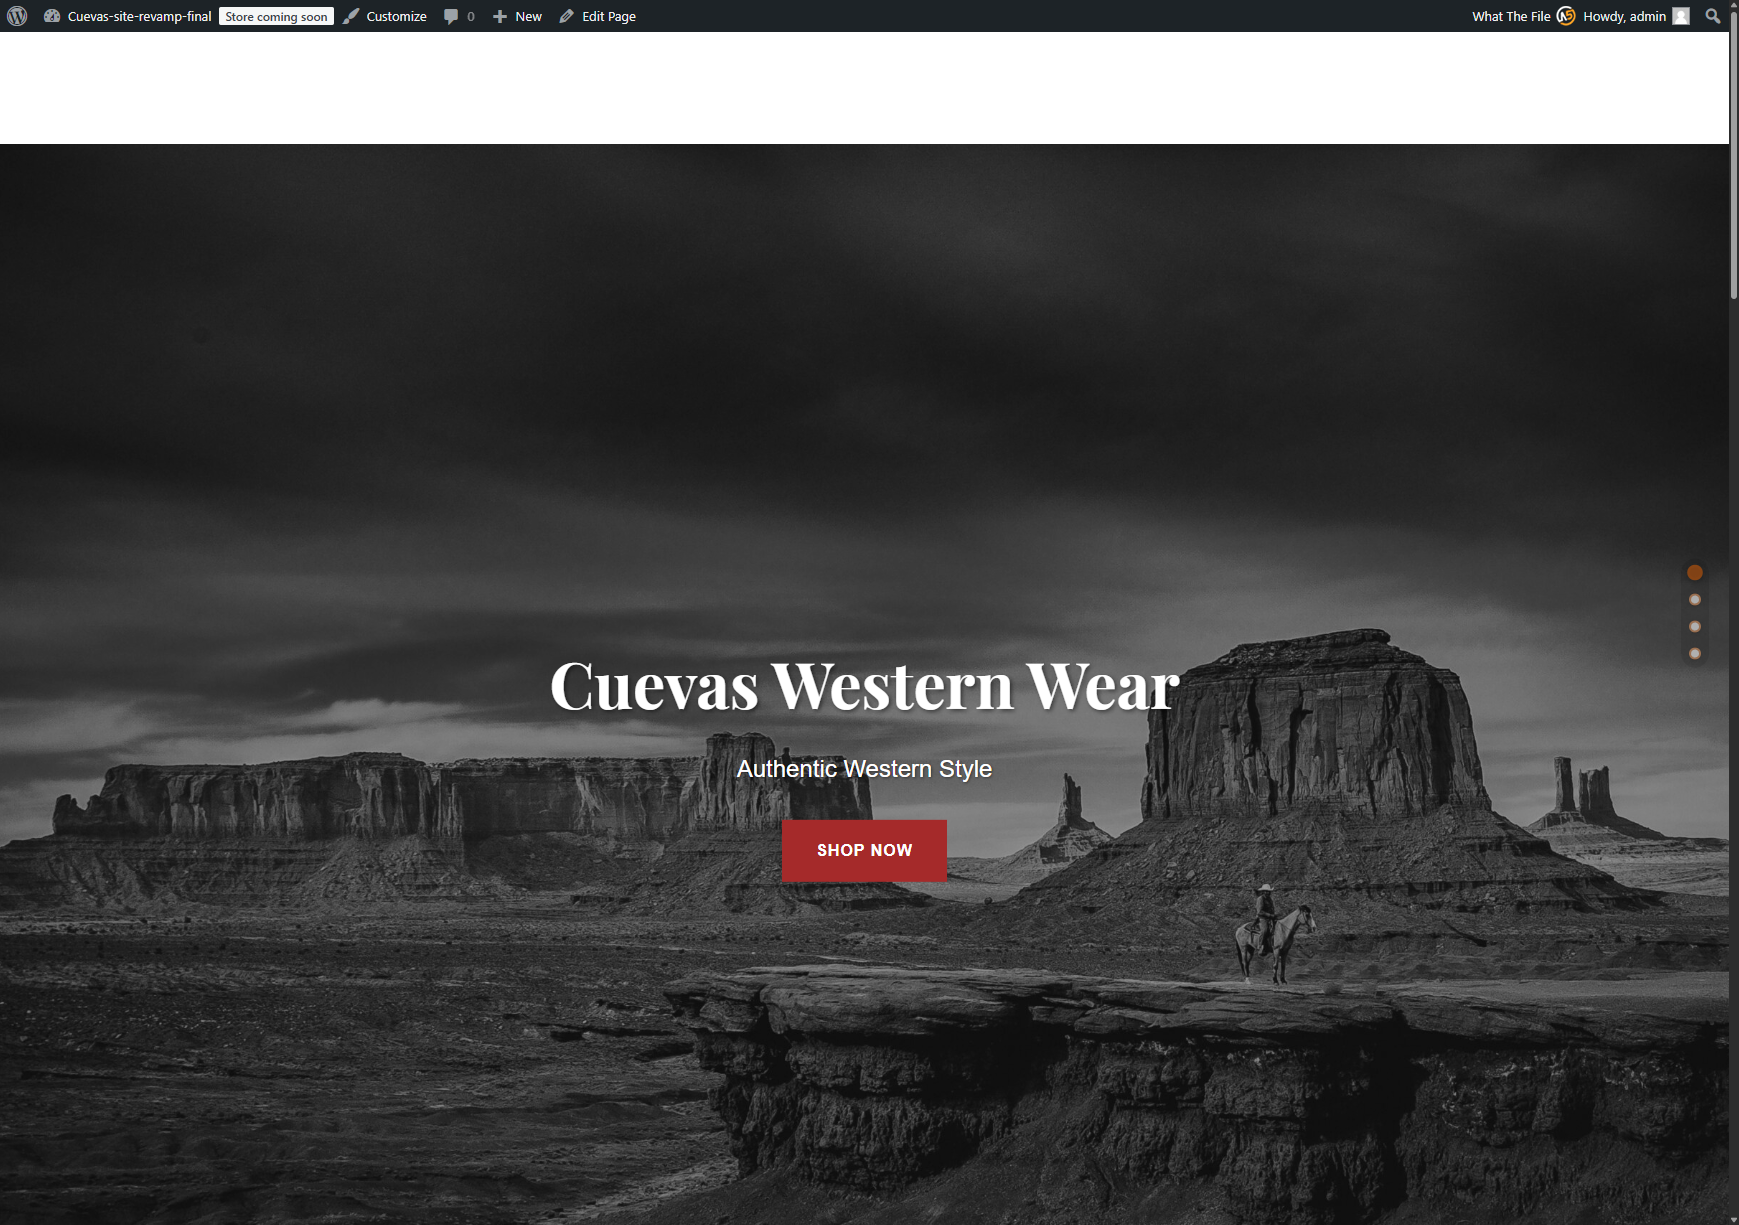 Cuevas-site-revamp-final Store coming soon Customize 0 New Edit Page What The File Howdy, admin
Cuevas Western Wear
Authentic Western Style
SHOP NOW